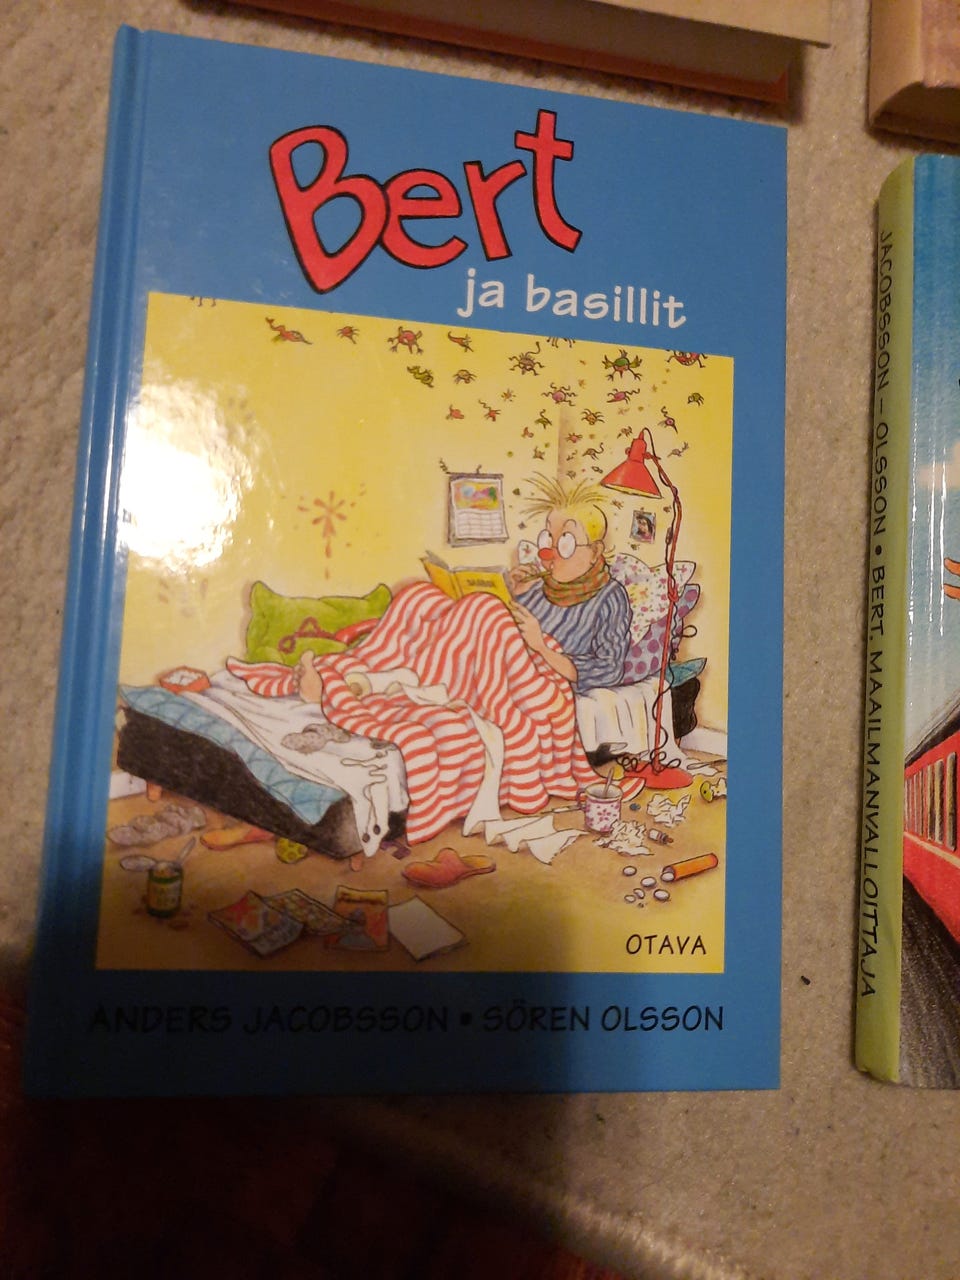 Bert
ja basillit
OTAVA
ANDERS JACOBSSON • SÖREN OLSSON
JACOBSSON – OLSSON • BERT, MAAILMANVALLOITTAJA